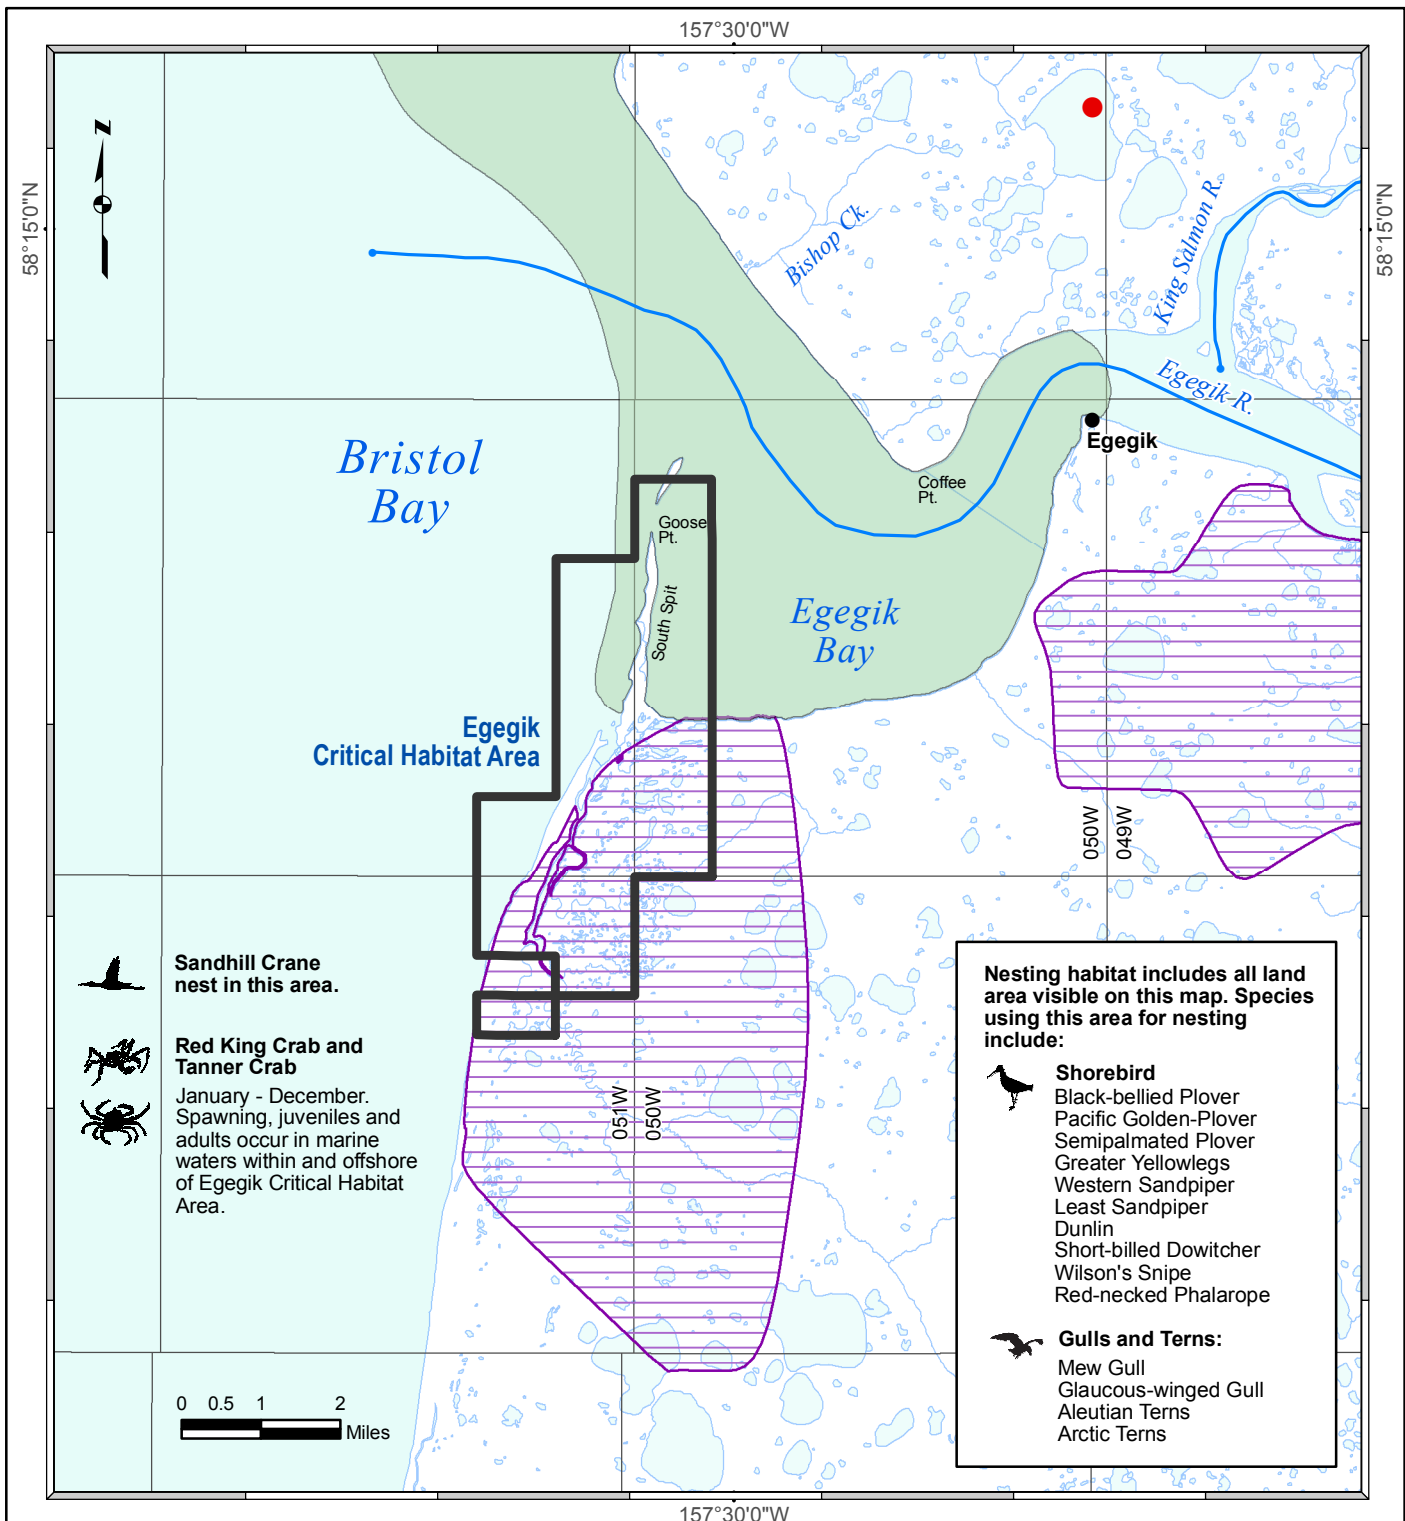 157°30'0"W
N
58°15'0"N
58°15'0"N
Bishop Ck.
King Salmon R.
Egegik R.
Egegik
Bristol
Bay
Coffee
Pt.
Goose
Pt.
South Spit
Egegik
Bay
Egegik
Critical Habitat Area
050W
049W
051W
050W
Sandhill Crane
nest in this area.
Red King Crab and
Tanner Crab
January - December.
Spawning, juveniles and
adults occur in marine
waters within and offshore
of Egegik Critical Habitat
Area.
0 0.5 1 2
Miles
Nesting habitat includes all land
area visible on this map. Species
using this area for nesting
include:
Shorebird
Black-bellied Plover
Pacific Golden-Plover
Semipalmated Plover
Greater Yellowlegs
Western Sandpiper
Least Sandpiper
Dunlin
Short-billed Dowitcher
Wilson's Snipe
Red-necked Phalarope
Gulls and Terns:
Mew Gull
Glaucous-winged Gull
Aleutian Terns
Arctic Terns
157°30'0"W